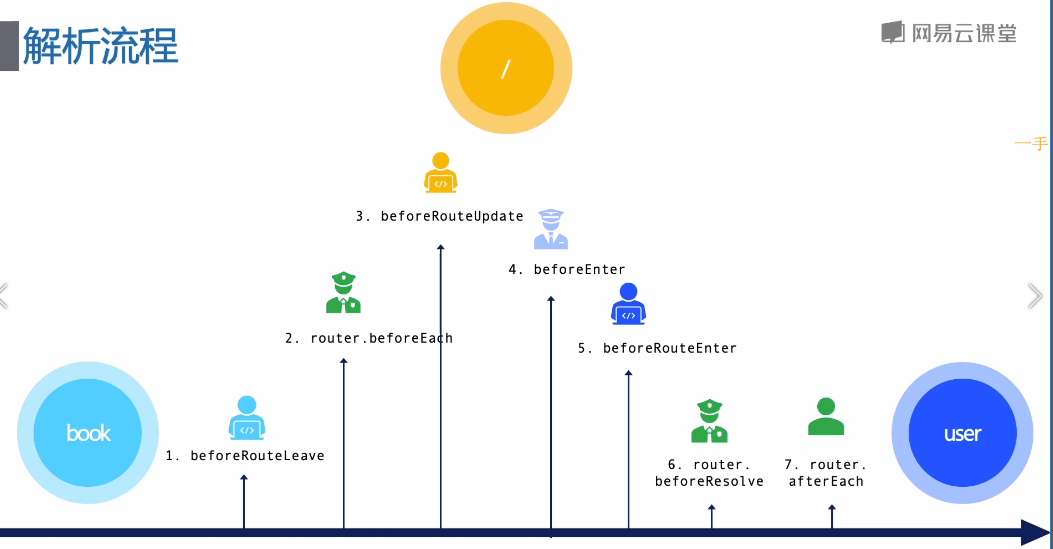 解析流程
/
网易云课堂
一手
3. beforeRouteUpdate
4. beforeEnter
2. router.beforeEach
5. beforeRouteEnter
book
</>
1. beforeRouteLeave
6. router.
beforeResolve
7. router.
afterEach
user